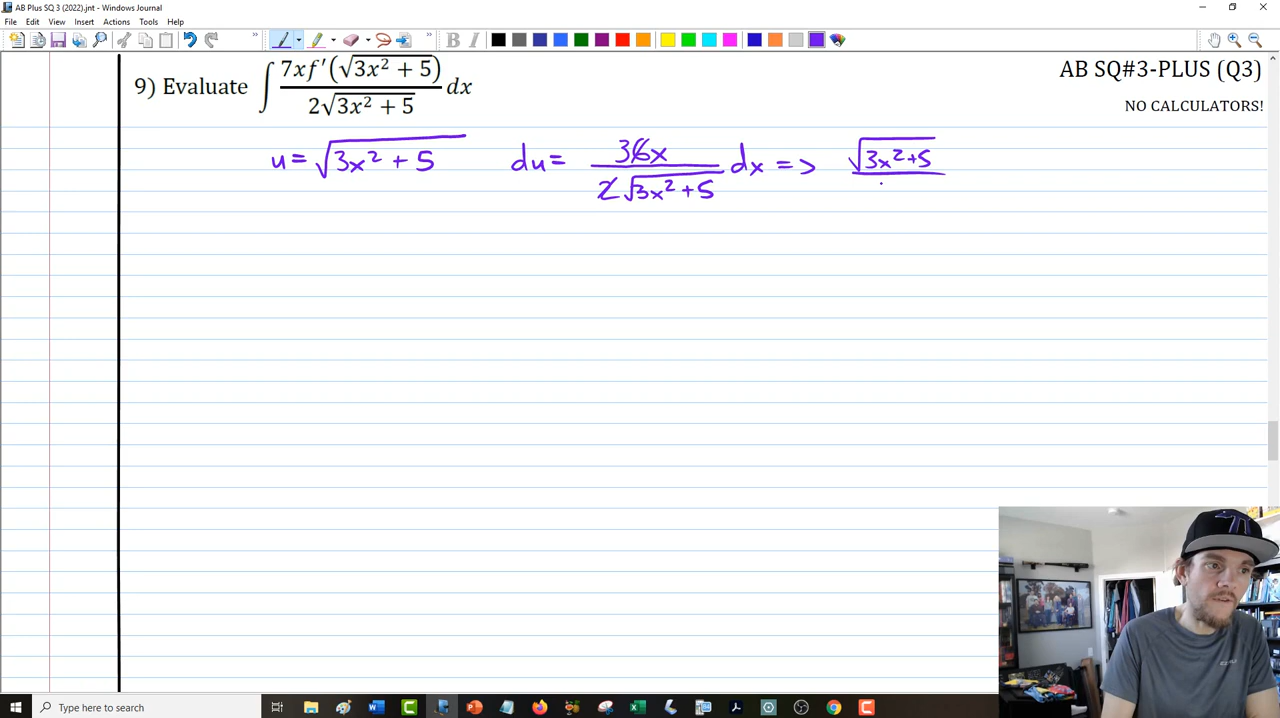 AB Plus SQ 3 (2022).jnt - Windows Journal
File Edit View Insert Actions Tools Help
9) Evaluate ∫ 7xf′(√(3x² + 5)) / 2√(3x² + 5) dx
AB SQ#3-PLUS (Q3)
NO CALCULATORS!
u = √(3x² + 5) du = 36x / 2√(3x² + 5) dx => √(3x²+5)
Type here to search